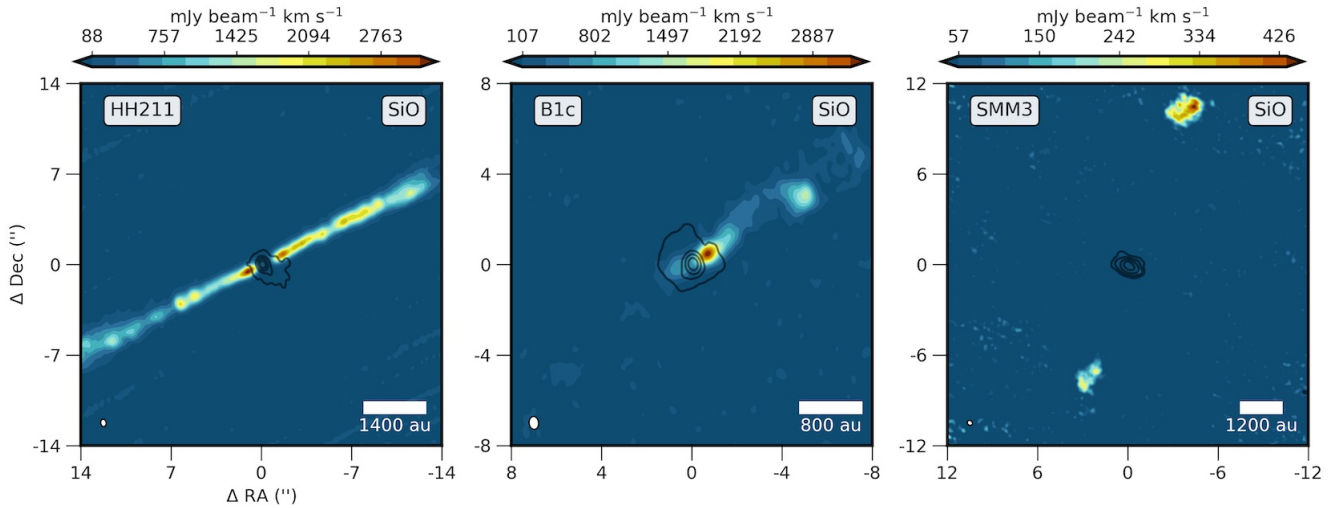 mJy beam⁻¹ km s⁻¹
88 757 1425 2094 2763
14
7
0
-7
-14
Δ Dec ('')
HH211
SiO
1400 au
14 7 0 -7 -14
Δ RA ('')
mJy beam⁻¹ km s⁻¹
107 802 1497 2192 2887
8
4
0
-4
-8
B1c
SiO
800 au
8 4 0 -4 -8
mJy beam⁻¹ km s⁻¹
57 150 242 334 426
12
6
0
-6
-12
SMM3
SiO
1200 au
12 6 0 -6 -12